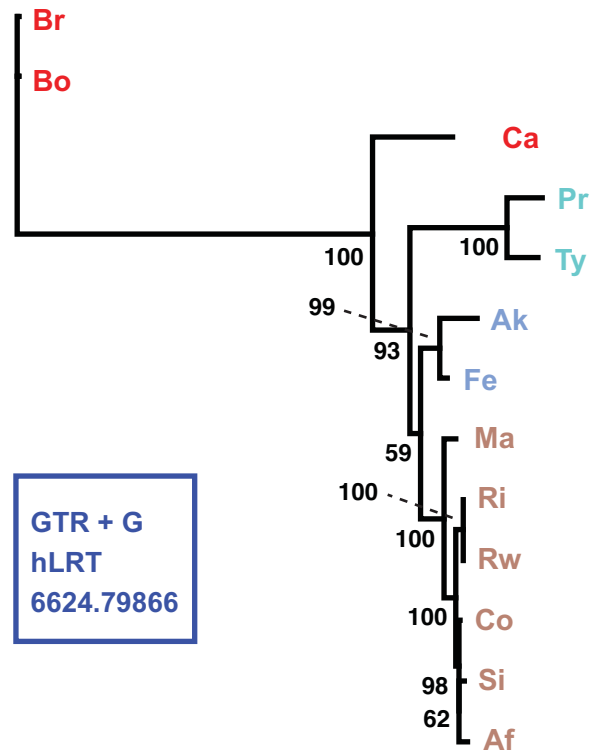 Br
Bo
Ca
Pr
100
Ty
100
99
Ak
93
Fe
Ma
59
100
Ri
100
Rw
GTR + G
hLRT
6624.79866
100
Co
98
Si
62
Af